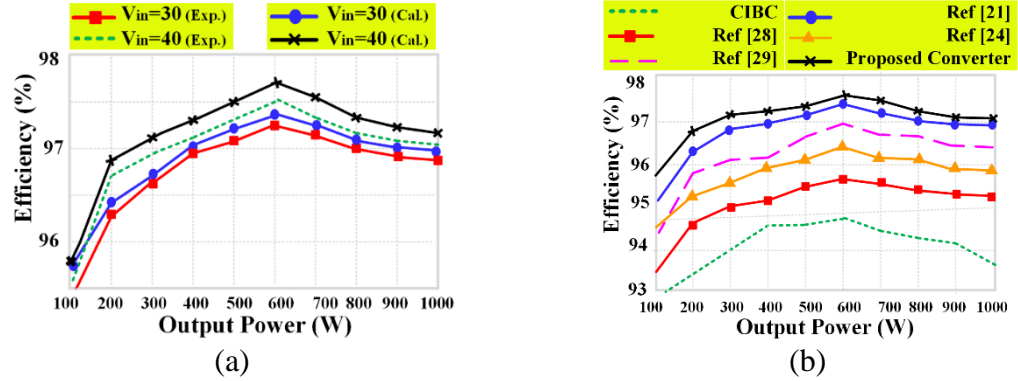 Vin=30 (Exp.) Vin=30 (Cal.)
Vin=40 (Exp.) Vin=40 (Cal.)
Efficiency (%)
98
97
96
100 200 300 400 500 600 700 800 900 1000
Output Power (W)
(a)
CIBC Ref [21]
Ref [28] Ref [24]
Ref [29] Proposed Converter
Efficiency (%)
98
97
96
95
94
93
100 200 300 400 500 600 700 800 900 1000
Output Power (W)
(b)